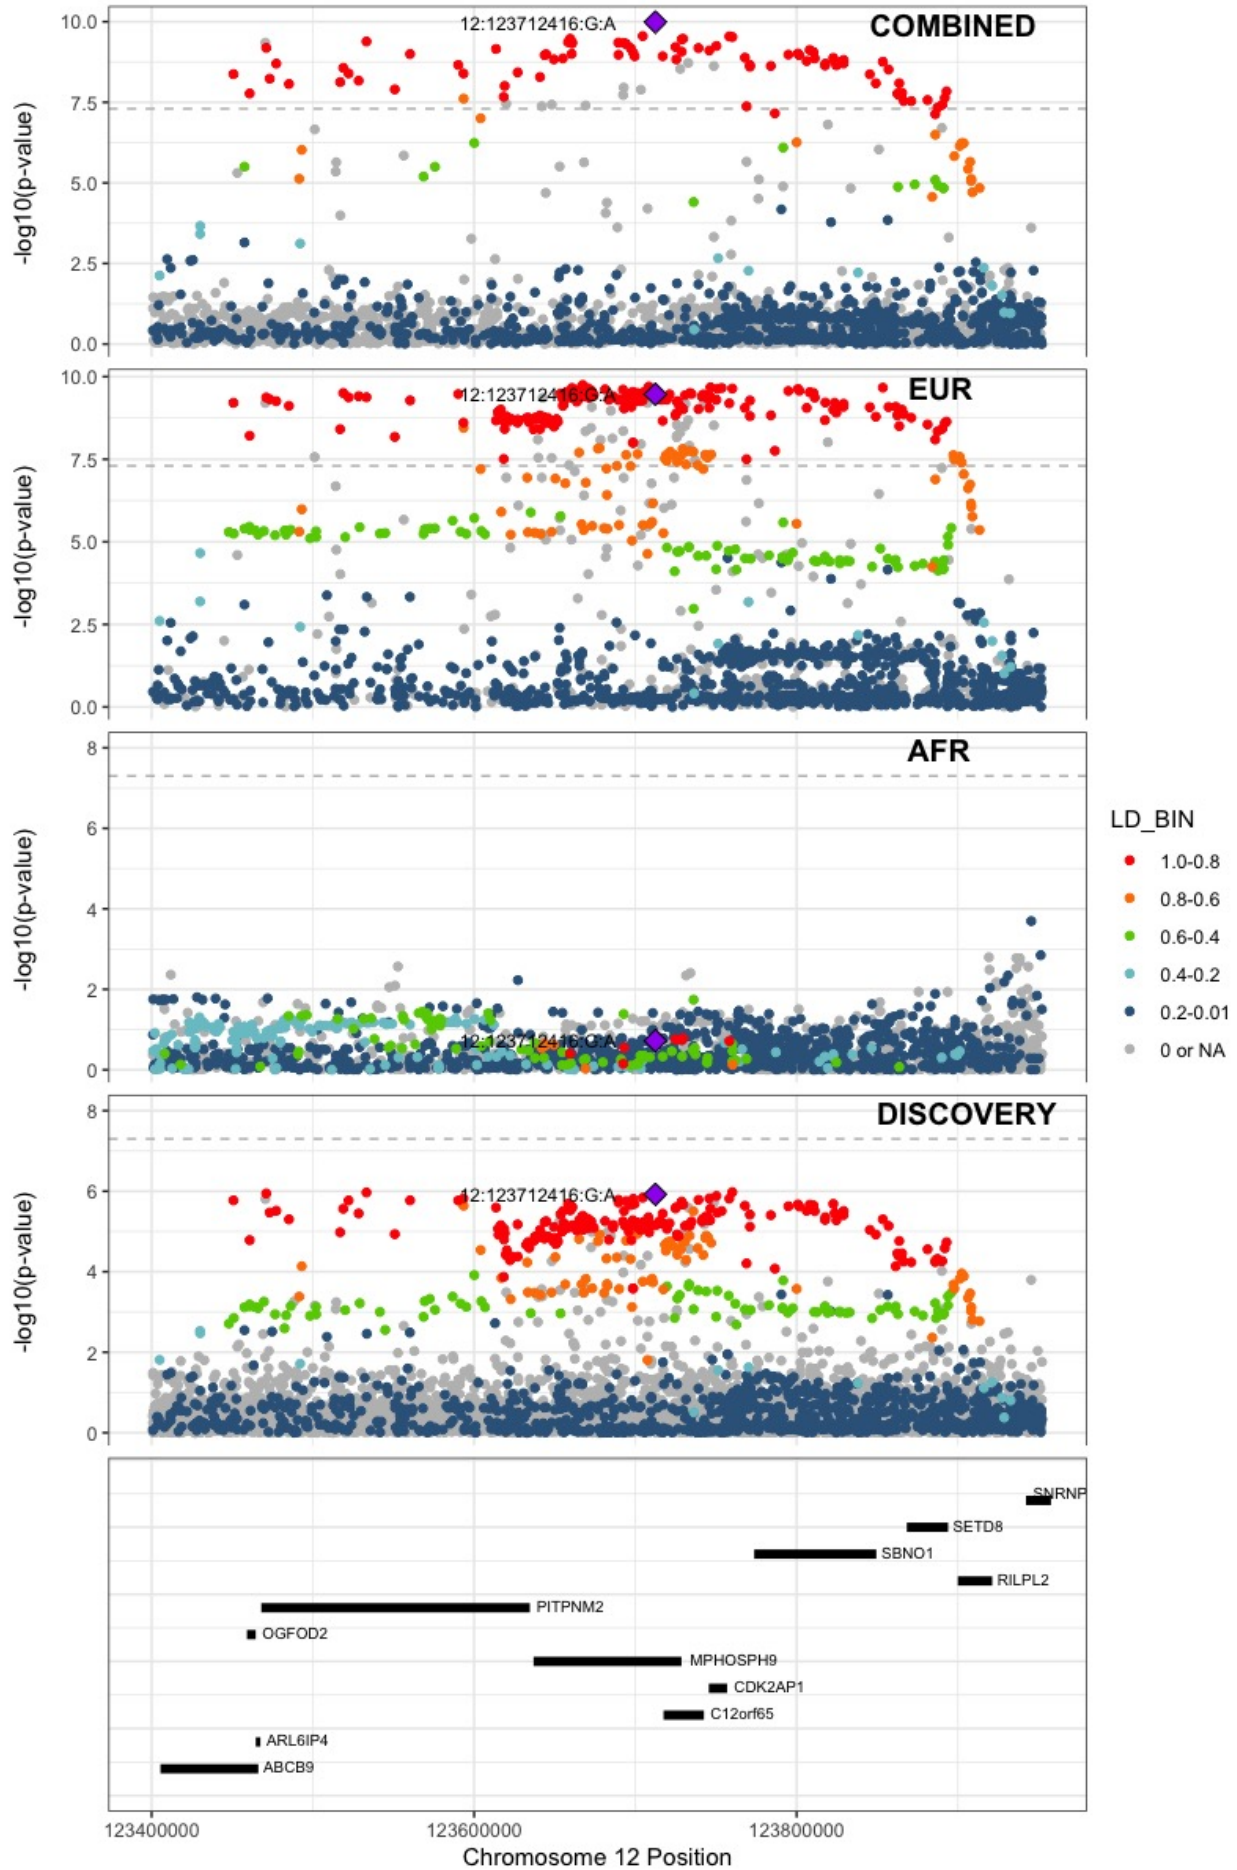 COMBINED
12:123712416:G:A
10.0
7.5
5.0
2.5
0.0
-log10(p-value)
EUR
12:123712416:G:A
10.0
7.5
5.0
2.5
0.0
-log10(p-value)
AFR
12:123712416:G:A
8
6
4
2
0
-log10(p-value)
LD_BIN
1.0-0.8
0.8-0.6
0.6-0.4
0.4-0.2
0.2-0.01
0 or NA
DISCOVERY
12:123712416:G:A
8
6
4
2
0
-log10(p-value)
SNRNP
SETD8
SBNO1
RILPL2
PITPNM2
OGFOD2
MPHOSPH9
CDK2AP1
C12orf65
ARL6IP4
ABCB9
123400000 123600000 123800000
Chromosome 12 Position